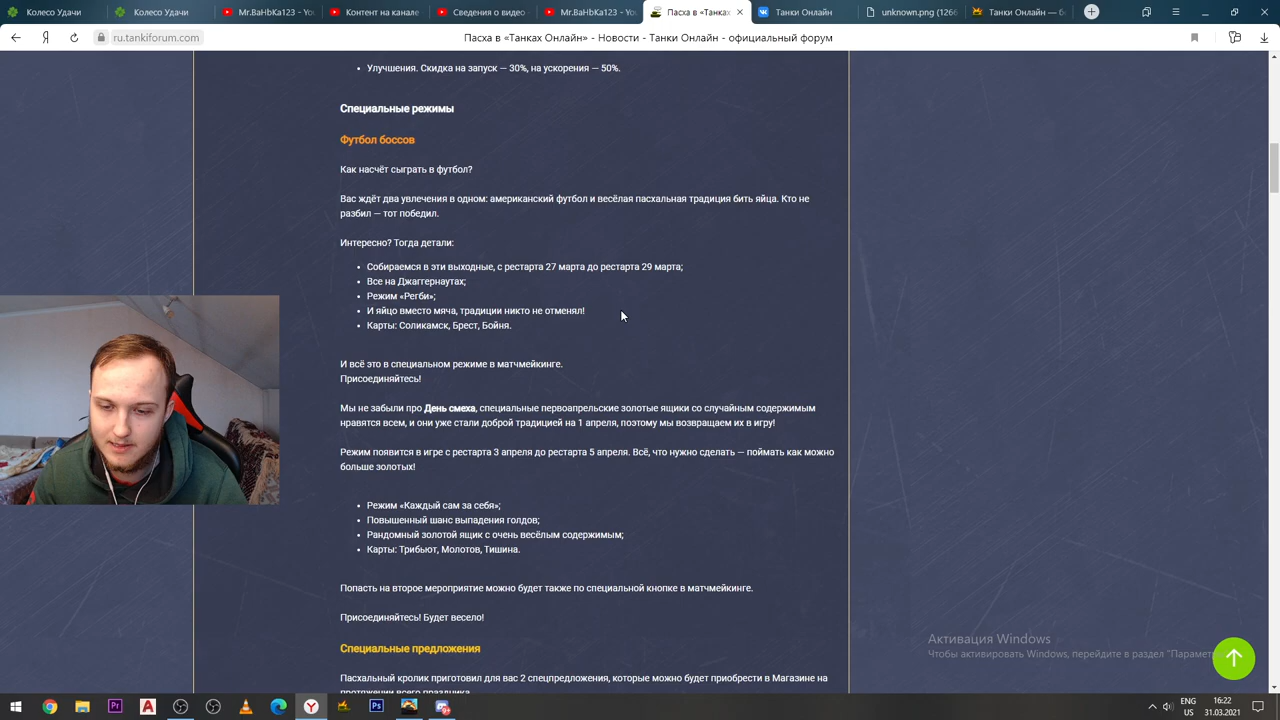 Колесо Удачи
Колесо Удачи
Mr.BaHbKa123 - Yo
Контент на канале
Сведения о видео
Mr.BaHbKa123 - Yo
Пасха в «Танках
Танки Онлайн
unknown.png (1266
Танки Онлайн — б
ru.tankiforum.com
Пасха в «Танках Онлайн» - Новости - Танки Онлайн - официальный форум
Улучшения. Скидка на запуск — 30%, на ускорения — 50%.
Специальные режимы
Футбол боссов
Как насчёт сыграть в футбол?
Вас ждёт два увлечения в одном: американский футбол и весёлая пасхальная традиция бить яйца. Кто не
разбил — тот победил.
Интересно? Тогда детали:
Собираемся в эти выходные, с рестарта 27 марта до рестарта 29 марта;
Все на Джаггернаутах;
Режим «Регби»;
И яйцо вместо мяча, традиции никто не отменял!
Карты: Соликамск, Брест, Бойня.
И всё это в специальном режиме в матчмейкинге.
Присоединяйтесь!
Мы не забыли про День смеха, специальные первоапрельские золотые ящики со случайным содержимым
нравятся всем, и они уже стали доброй традицией на 1 апреля, поэтому мы возвращаем их в игру!
Режим появится в игре с рестарта 3 апреля до рестарта 5 апреля. Всё, что нужно сделать — поймать как можно
больше золотых!
Режим «Каждый сам за себя»;
Повышенный шанс выпадения голдов;
Рандомный золотой ящик с очень весёлым содержимым;
Карты: Трибьют, Молотов, Тишина.
Попасть на второе мероприятие можно будет также по специальной кнопке в матчмейкинге.
Присоединяйтесь! Будет весело!
Специальные предложения
Пасхальный кролик приготовил для вас 2 спецпредложения, которые можно будет приобрести в Магазине на
протяжении всего праздника.
Активация Windows
Чтобы активировать Windows, перейдите в раздел "Парамет
ENG
US
16:22
31.03.2021